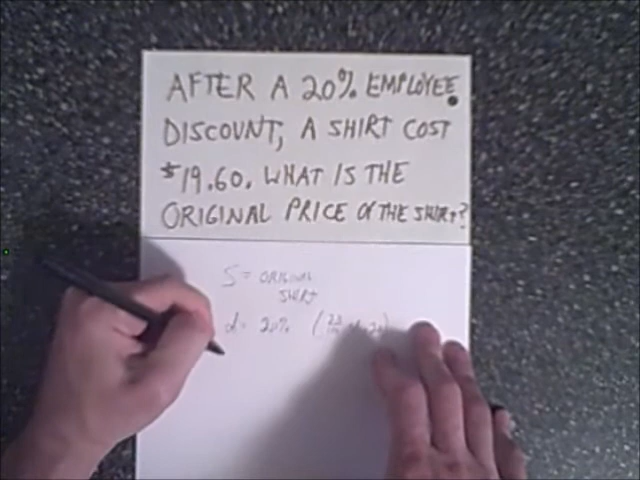 AFTER A 20% EMPLOYEE
DISCOUNT, A SHIRT COST
$19.60. WHAT IS THE
ORIGINAL PRICE OF THE SHIRT?
S = ORIGINAL
SHIRT
d = 20% (